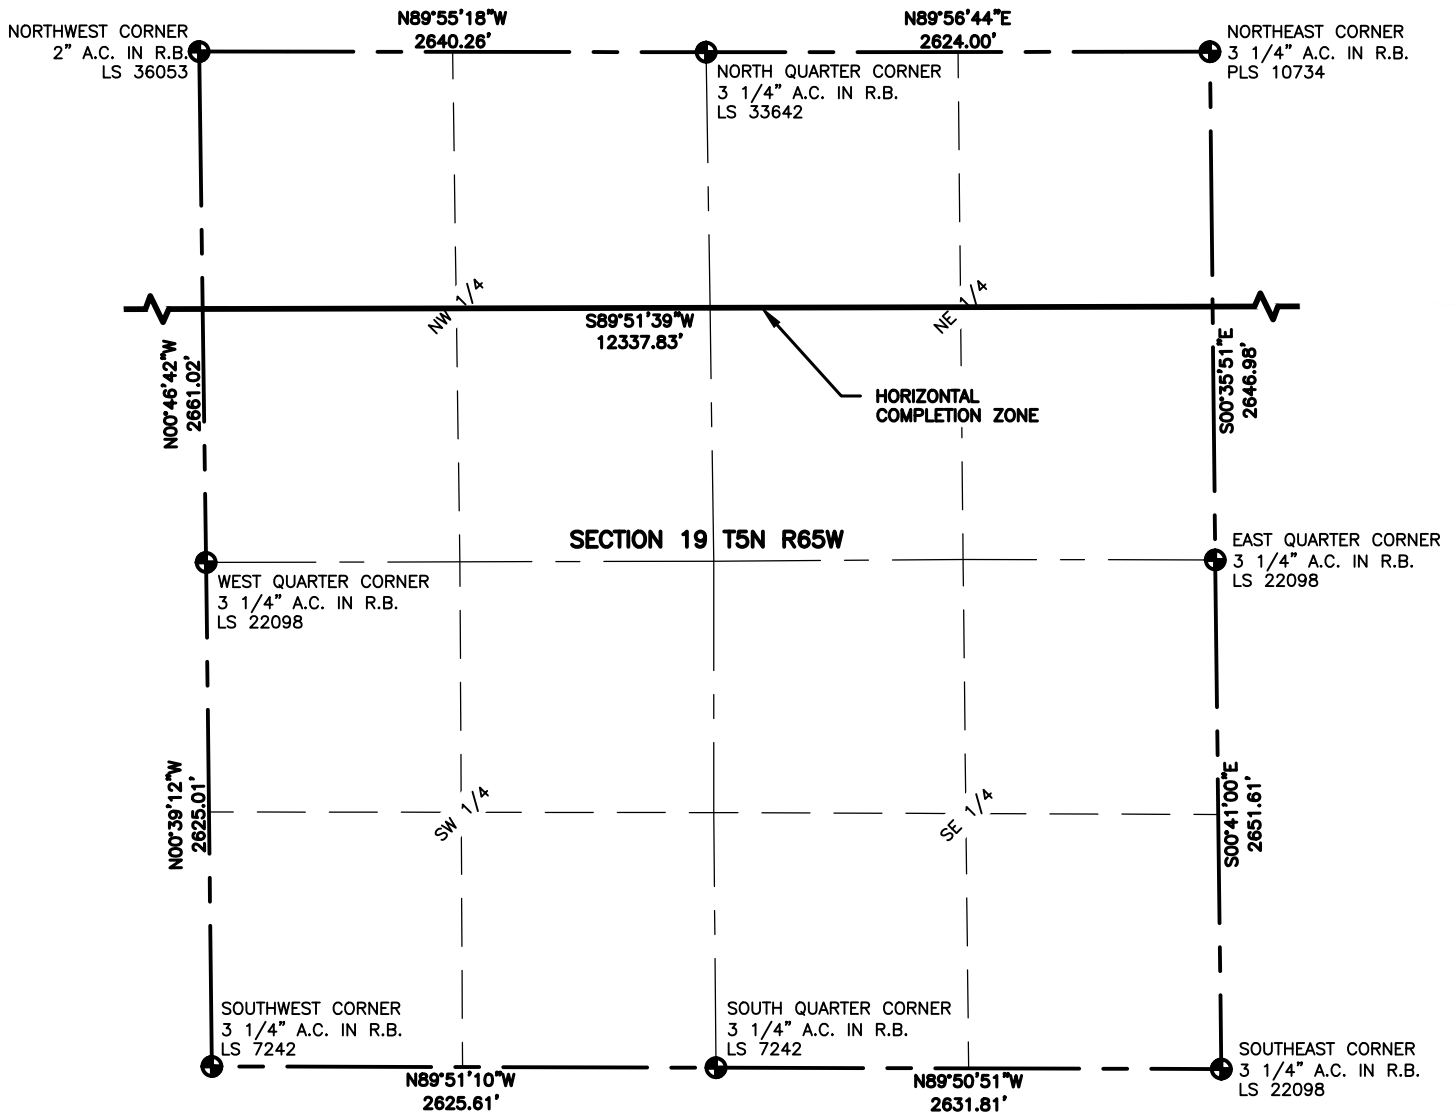 N89°55'18"W
2640.26'
N89°56'44"E
2624.00'
NORTHWEST CORNER
2" A.C. IN R.B.
LS 36053
NORTH QUARTER CORNER
3 1/4" A.C. IN R.B.
LS 33642
NORTHEAST CORNER
3 1/4" A.C. IN R.B.
PLS 10734
NW 1/4
NE 1/4
S89°51'39"W
12337.83'
N00°46'42"W
2661.02'
S00°35'51"E
2646.98'
HORIZONTAL
COMPLETION ZONE
SECTION 19 T5N R65W
WEST QUARTER CORNER
3 1/4" A.C. IN R.B.
LS 22098
EAST QUARTER CORNER
3 1/4" A.C. IN R.B.
LS 22098
N00°39'12"W
2625.01'
SW 1/4
SE 1/4
S00°41'00"E
2651.61'
SOUTHWEST CORNER
3 1/4" A.C. IN R.B.
LS 7242
SOUTH QUARTER CORNER
3 1/4" A.C. IN R.B.
LS 7242
SOUTHEAST CORNER
3 1/4" A.C. IN R.B.
LS 22098
N89°51'10"W
2625.61'
N89°50'51"W
2631.81'